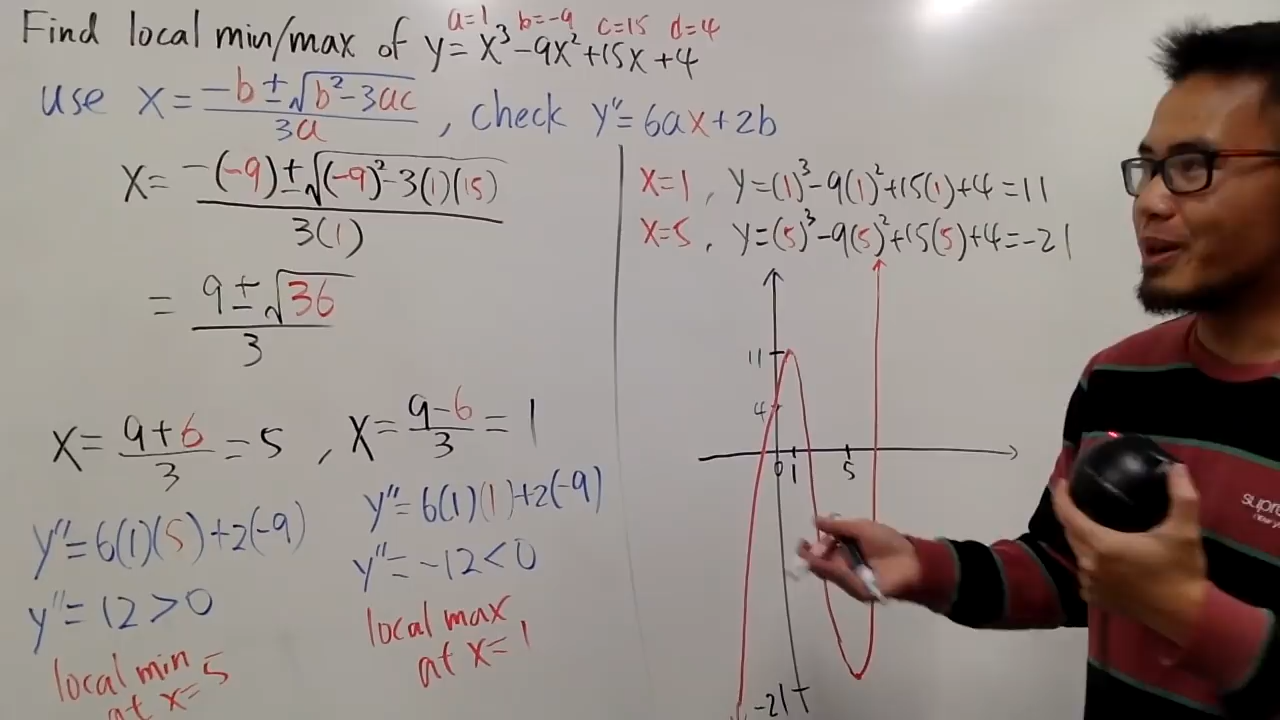 a=1 b=-9 c=15 d=4
Find local min/max of y=x³-9x²+15x+4
use x=(-b±√(b²-3ac))/(3a), check y''=6ax+2b
x=(-(-9)±√((-9)²-3(1)(15)))/(3(1))
=(9±√36)/3
x=(9+6)/3=5, x=(9-6)/3=1
y''=6(1)(5)+2(-9)
y''=12>0
local min
at x=5
y''=6(1)(1)+2(-9)
y''=-12<0
local max
at x=1
x=1, y=(1)³-9(1)²+15(1)+4=11
x=5, y=(5)³-9(5)²+15(5)+4=-21
11
4
0 1 5
-21